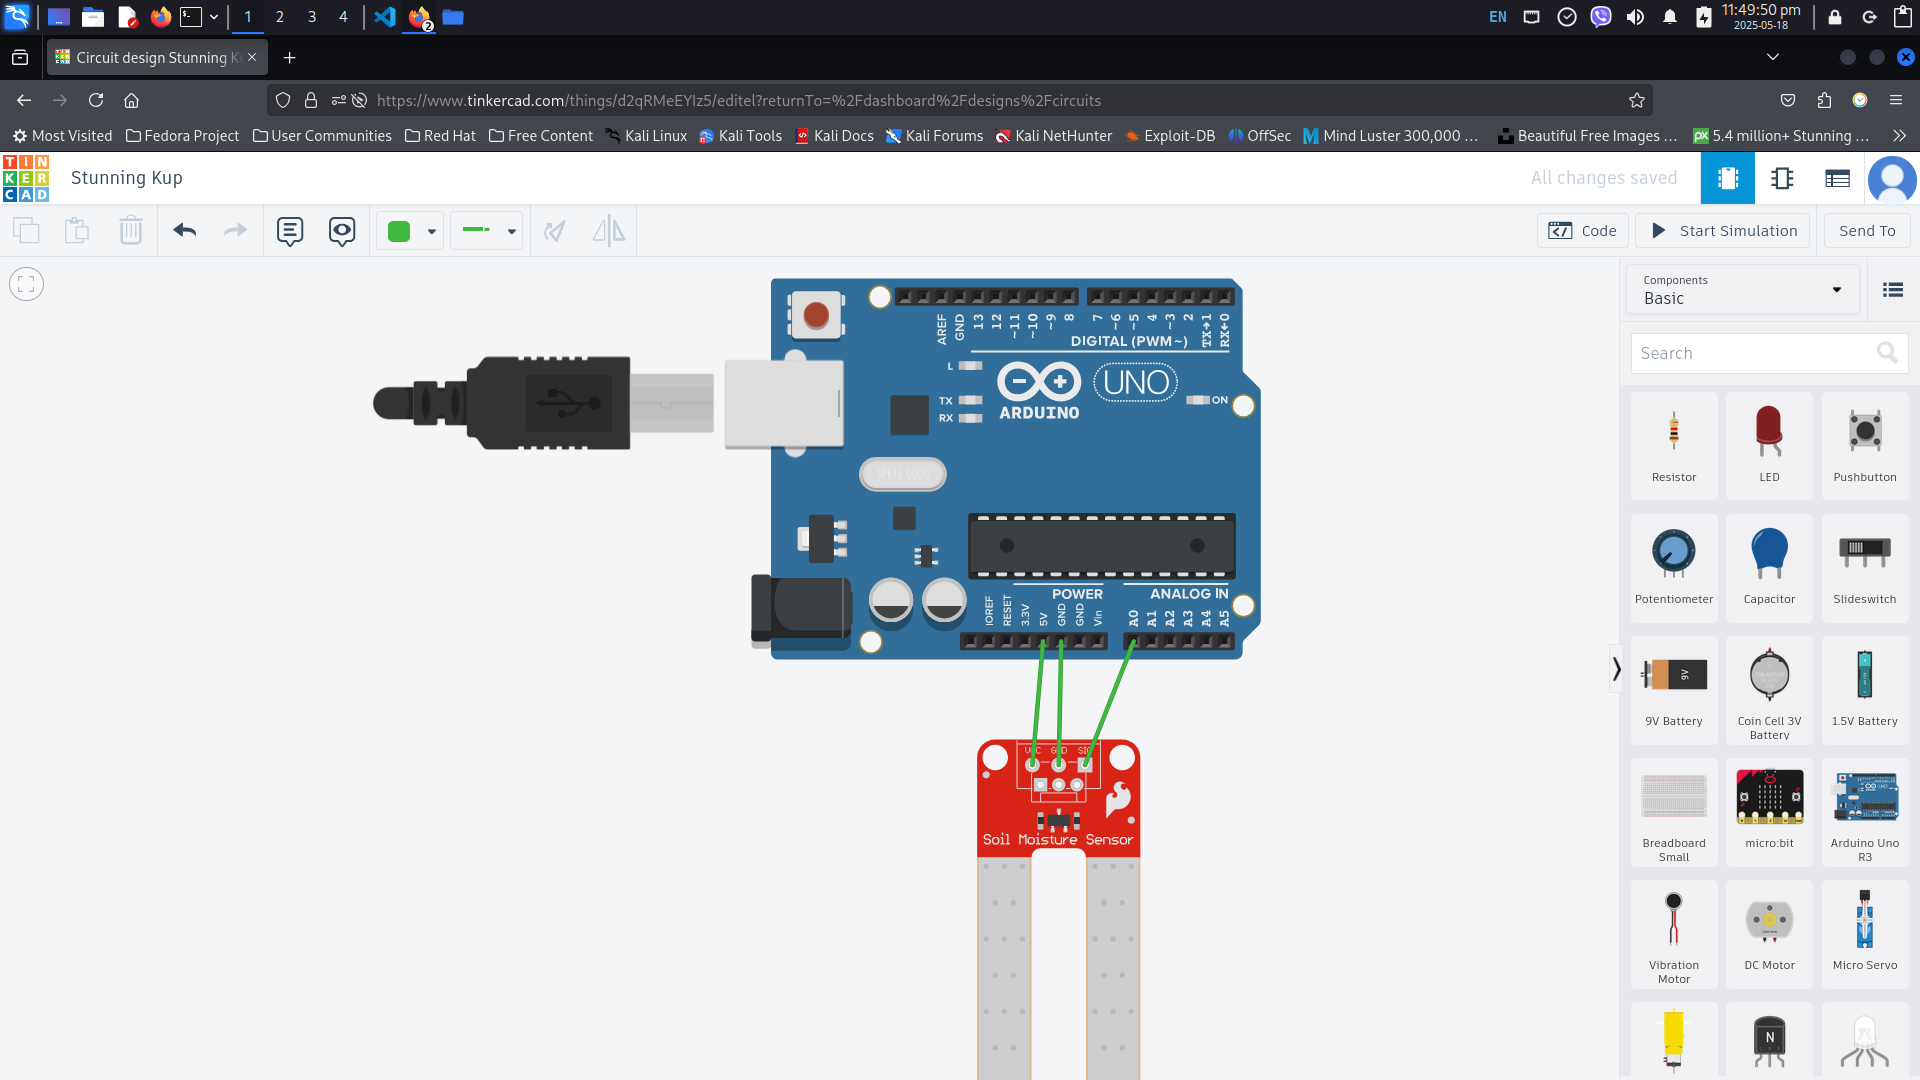 1
2
3
4
2
EN
11:49:50 pm
2025-05-18
Circuit design Stunning K
https://www.tinkercad.com/things/d2qRMeEYIz5/editel?returnTo=%2Fdashboard%2Fdesigns%2Fcircuits
Most Visited
Fedora Project
User Communities
Red Hat
Free Content
Kali Linux
Kali Tools
Kali Docs
Kali Forums
Kali NetHunter
Exploit-DB
OffSec
Mind Luster 300,000 ...
Beautiful Free Images ...
5.4 million+ Stunning ...
TIN
KER
CAD
Stunning Kup
All changes saved
Code
Start Simulation
Send To
Components
Basic
Search
Resistor
LED
Pushbutton
Potentiometer
Capacitor
Slideswitch
9V
9V Battery
Coin Cell 3V
Battery
1.5V Battery
Breadboard
Small
micro:bit
Arduino Uno
R3
Vibration
Motor
DC Motor
Micro Servo
N
AREF
GND
13
12
~11
~10
~9
8
7
~6
~5
4
~3
2
TX→1
RX←0
DIGITAL (PWM~)
L
TX
RX
UNO
ARDUINO
ON
SPK16.000G
POWER
ANALOG IN
IOREF
RESET
3.3V
5V
GND
GND
Vin
A0
A1
A2
A3
A4
A5
Soil Moisture Sensor